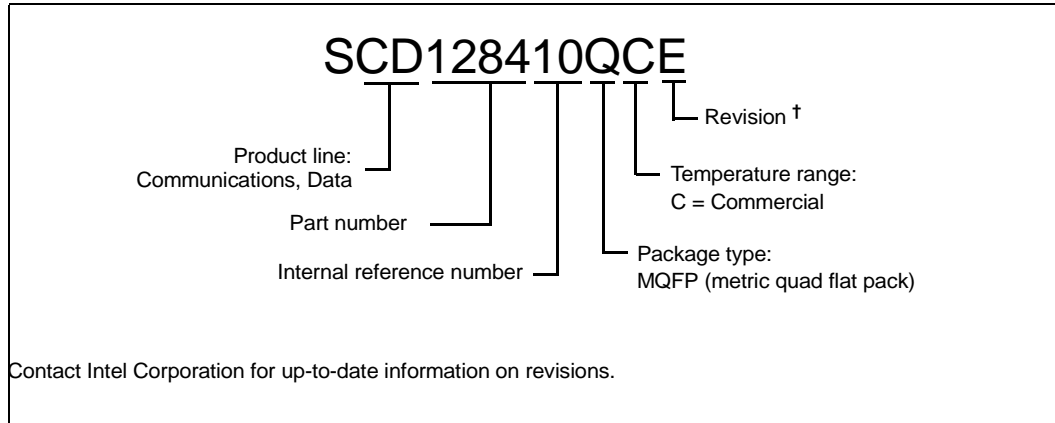 SCD128410QCE
Revision †
Product line:
Communications, Data
Temperature range:
C = Commercial
Part number
Package type:
MQFP (metric quad flat pack)
Internal reference number
Contact Intel Corporation for up-to-date information on revisions.